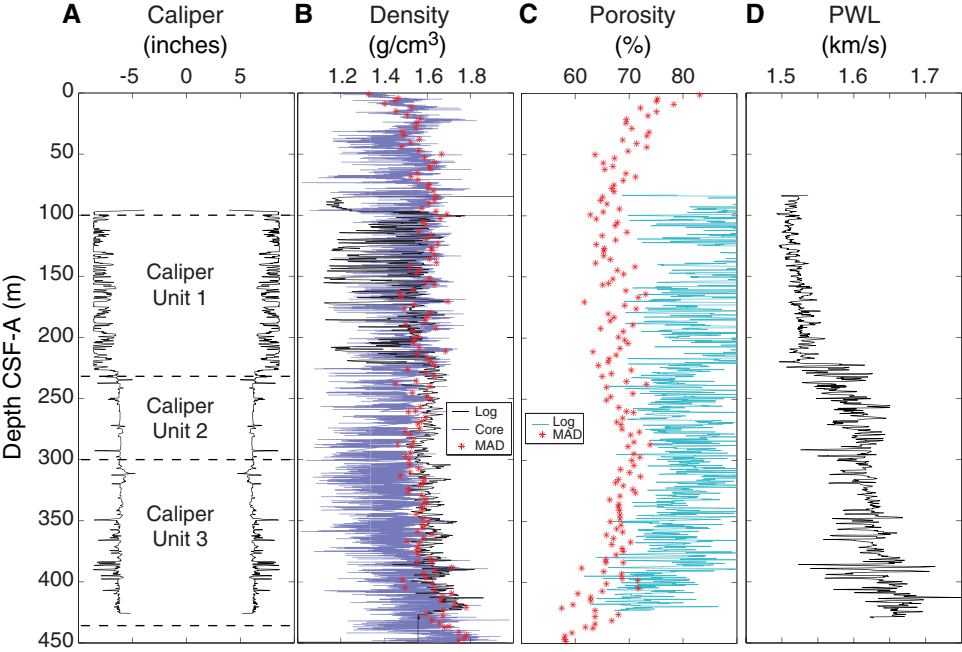 A Caliper (inches)
B Density (g/cm³)
C Porosity (%)
D PWL (km/s)
-5 0 5
1.2 1.4 1.6 1.8
60 70 80
1.5 1.6 1.7
Depth CSF-A (m)
0
50
100
150
200
250
300
350
400
450
Caliper
Unit 1
Caliper
Unit 2
Caliper
Unit 3
Log
Core
MAD
Log
MAD